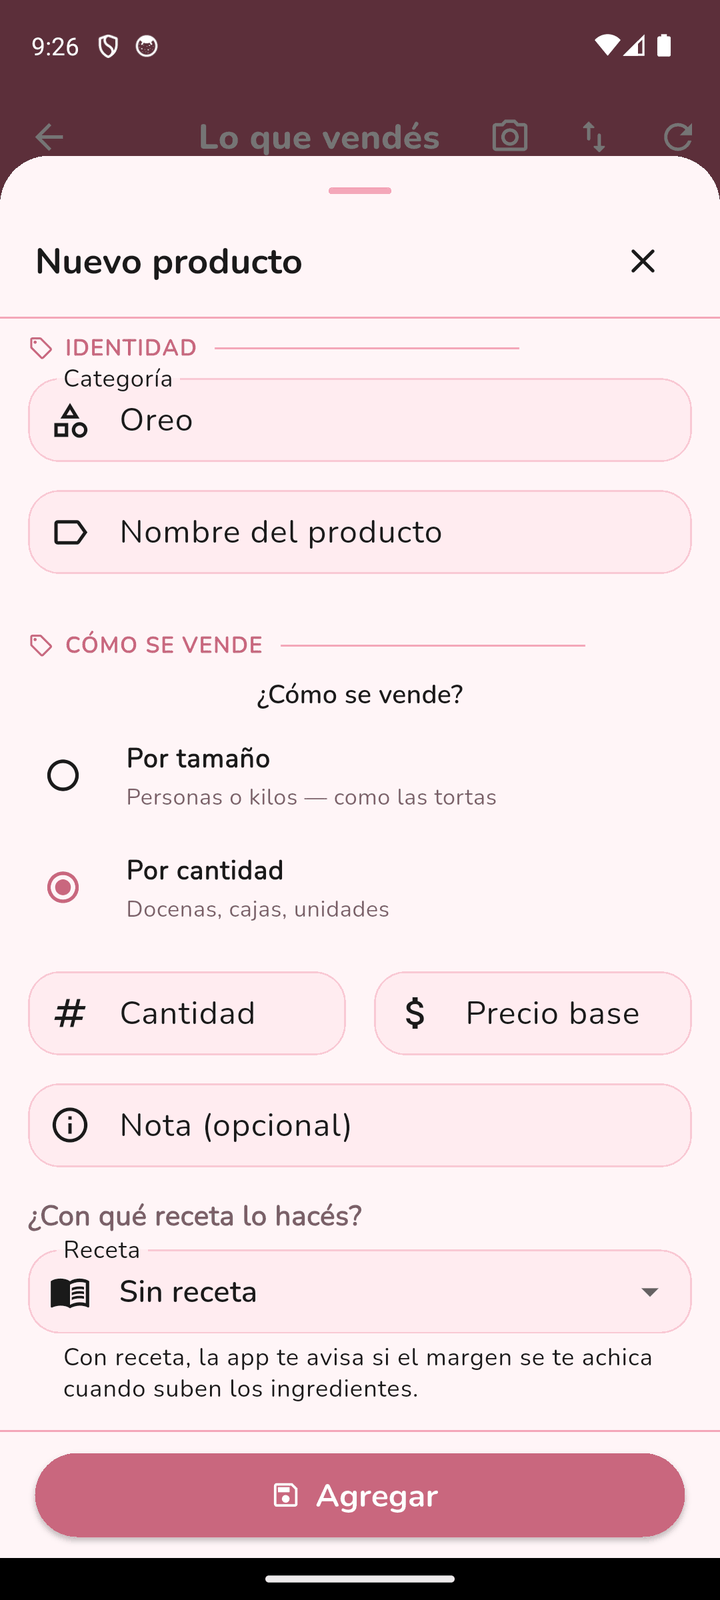 9:26
Lo que vendés
Nuevo producto
IDENTIDAD
Categoría
Oreo
Nombre del producto
CÓMO SE VENDE
¿Cómo se vende?
Por tamaño
Personas o kilos — como las tortas
Por cantidad
Docenas, cajas, unidades
Cantidad
$ Precio base
Nota (opcional)
¿Con qué receta lo hacés?
Receta
Sin receta
Con receta, la app te avisa si el margen se te achica
cuando suben los ingredientes.
Agregar